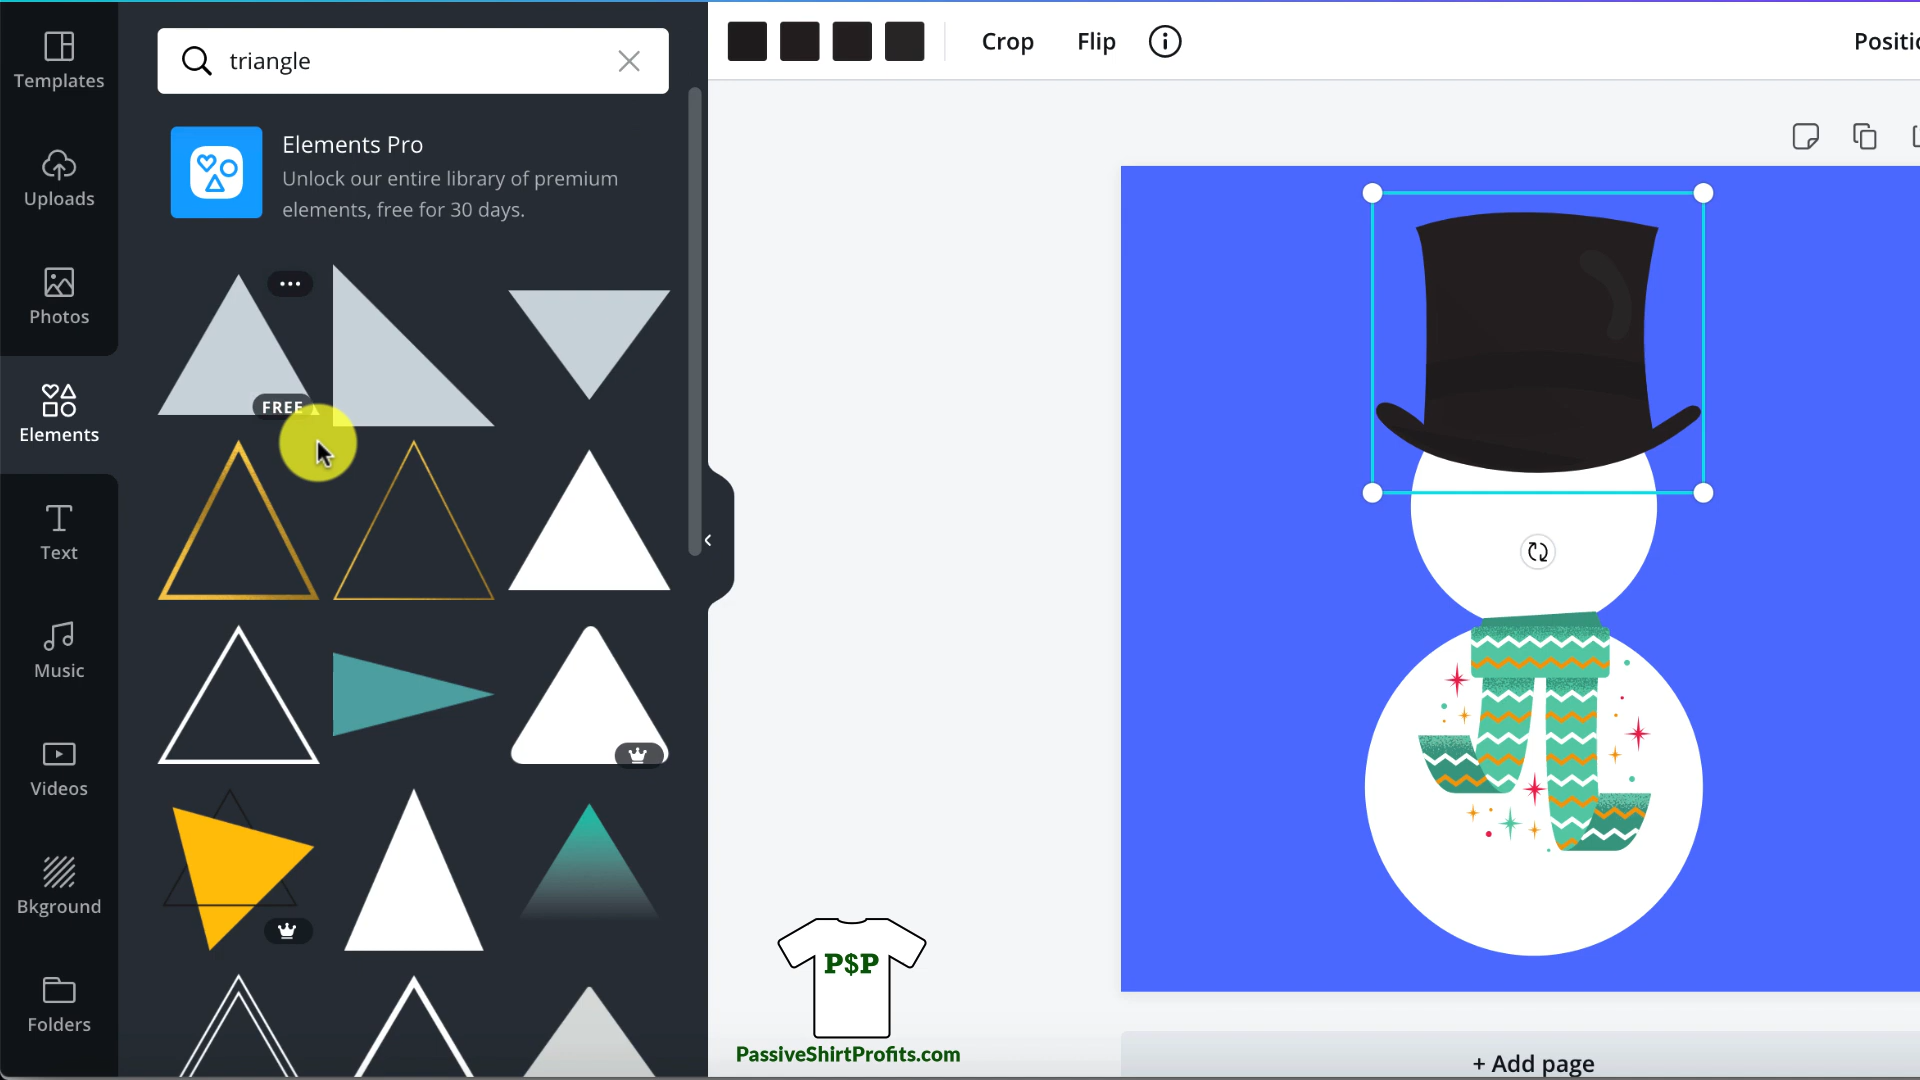 Templates
Uploads
Photos
Elements
Text
Music
Videos
Bkground
Folders
triangle
Elements Pro
Unlock our entire library of premium
elements, free for 30 days.
FREE
Crop
Flip
Positio
P$P
PassiveShirtProfits.com
+ Add page